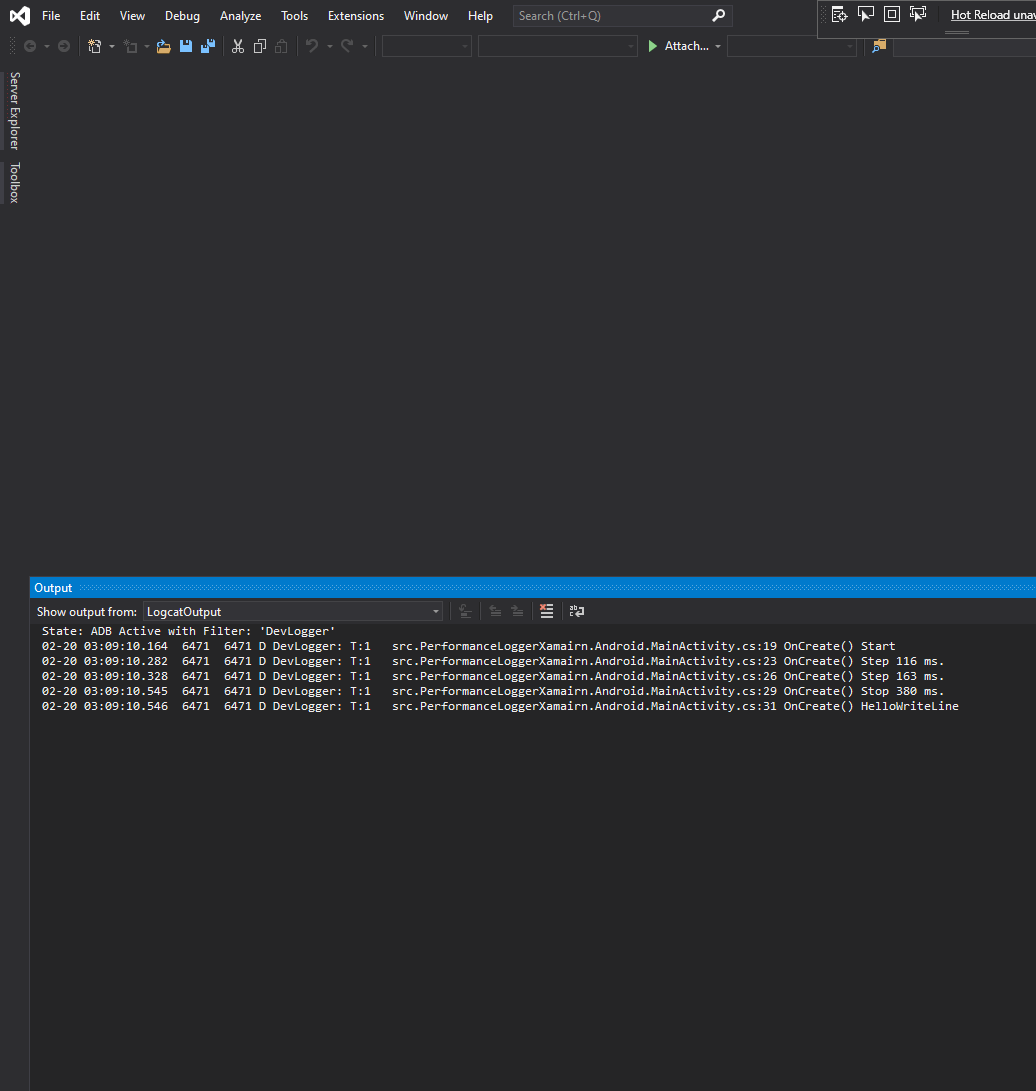 File Edit View Debug Analyze Tools Extensions Window Help Search (Ctrl+Q) Hot Reload
Attach...
Server Explorer
Toolbox
Output
Show output from: LogcatOutput
State: ADB Active with Filter: 'DevLogger'
02-20 03:09:10.164 6471 6471 D DevLogger: T:1 src.PerformanceLoggerXamairn.Android.MainActivity.cs:19 OnCreate() Start
02-20 03:09:10.282 6471 6471 D DevLogger: T:1 src.PerformanceLoggerXamairn.Android.MainActivity.cs:23 OnCreate() Step 116 ms.
02-20 03:09:10.328 6471 6471 D DevLogger: T:1 src.PerformanceLoggerXamairn.Android.MainActivity.cs:26 OnCreate() Step 163 ms.
02-20 03:09:10.545 6471 6471 D DevLogger: T:1 src.PerformanceLoggerXamairn.Android.MainActivity.cs:29 OnCreate() Stop 380 ms.
02-20 03:09:10.546 6471 6471 D DevLogger: T:1 src.PerformanceLoggerXamairn.Android.MainActivity.cs:31 OnCreate() HelloWriteLine